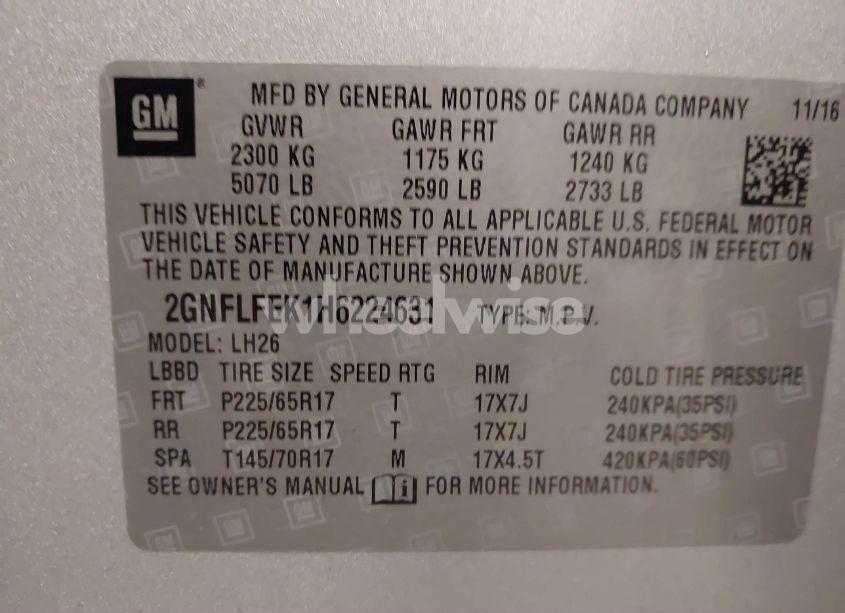 GM ®
MFD BY GENERAL MOTORS OF CANADA COMPANY 11/16
GVWR GAWR FRT GAWR RR
2300 KG 1175 KG 1240 KG
5070 LB 2590 LB 2733 LB
THIS VEHICLE CONFORMS TO ALL APPLICABLE U.S. FEDERAL MOTOR
VEHICLE SAFETY AND THEFT PREVENTION STANDARDS IN EFFECT ON
THE DATE OF MANUFACTURE SHOWN ABOVE.
2GNFLFEK1H6224631 TYPE: M.P.V.
wheelwise
MODEL: LH26
LBBD TIRE SIZE SPEED RTG RIM COLD TIRE PRESSURE
FRT P225/65R17 T 17X7J 240KPA(35PSI)
RR P225/65R17 T 17X7J 240KPA(35PSI)
SPA T145/70R17 M 17X4.5T 420KPA(60PSI)
SEE OWNER'S MANUAL i FOR MORE INFORMATION.